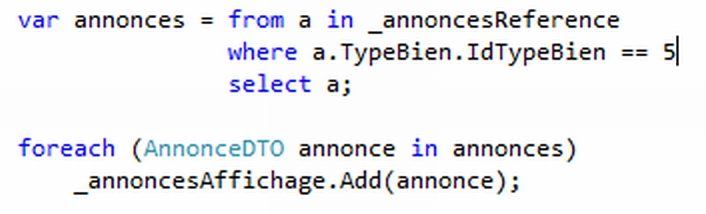 var annonces = from a in _annoncesReference
where a.TypeBien.IdTypeBien == 5
select a;
foreach (AnnonceDTO annonce in annonces)
_annoncesAffichage.Add(annonce);